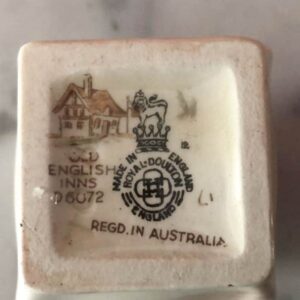 OLD
ENGLISH
INNS
D6072
MADE IN ENGLAND
ROYAL·DOULTON
ENGLAND
REGD. IN AUSTRALIA